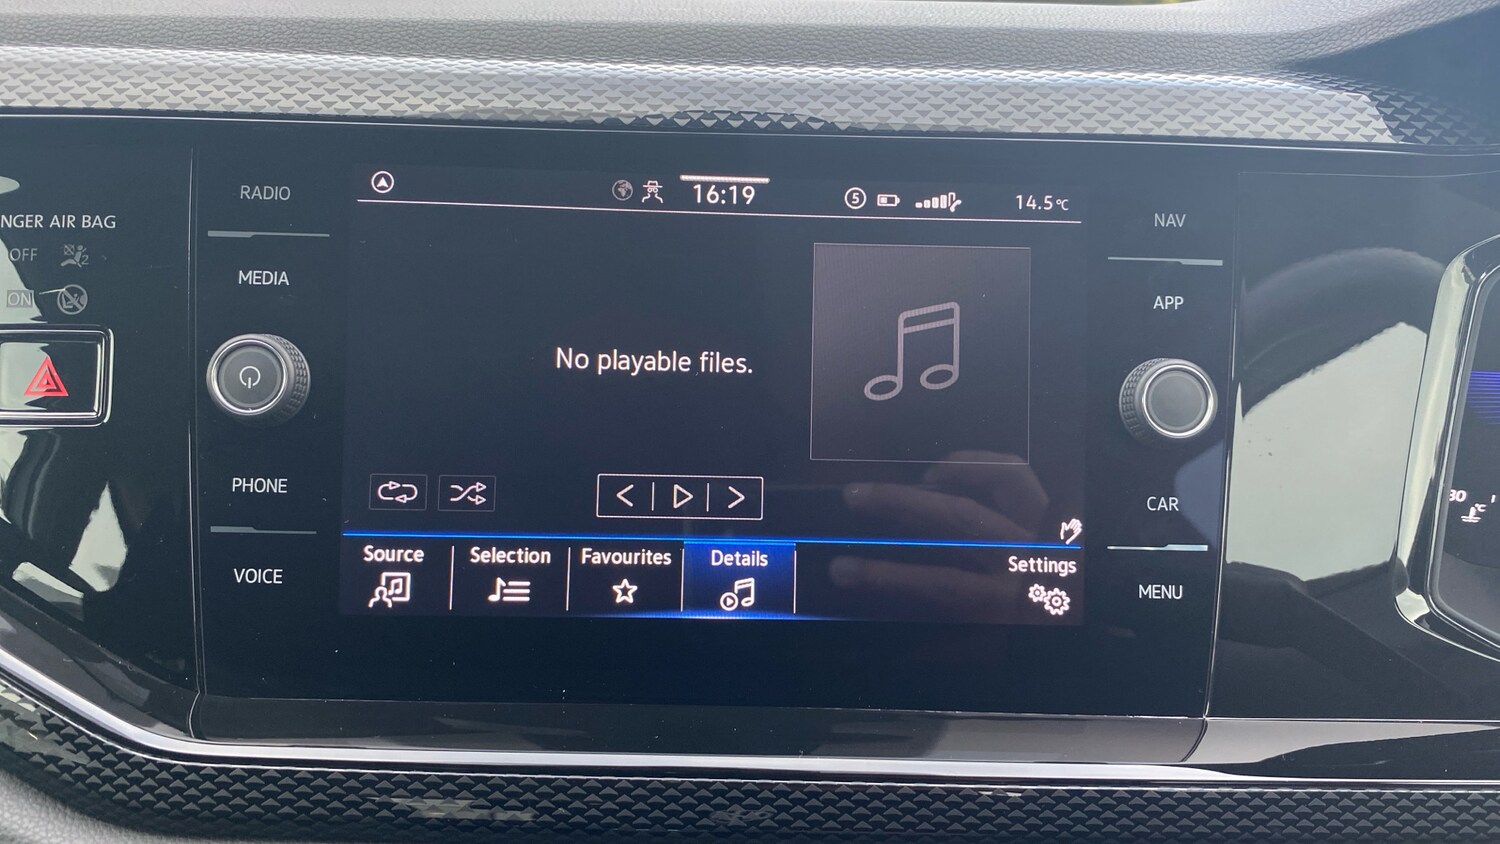 NGER AIR BAG
OFF
ON
RADIO
MEDIA
PHONE
VOICE
16:19
5
14.5°C
No playable files.
Source
Selection
Favourites
Details
Settings
NAV
APP
CAR
MENU